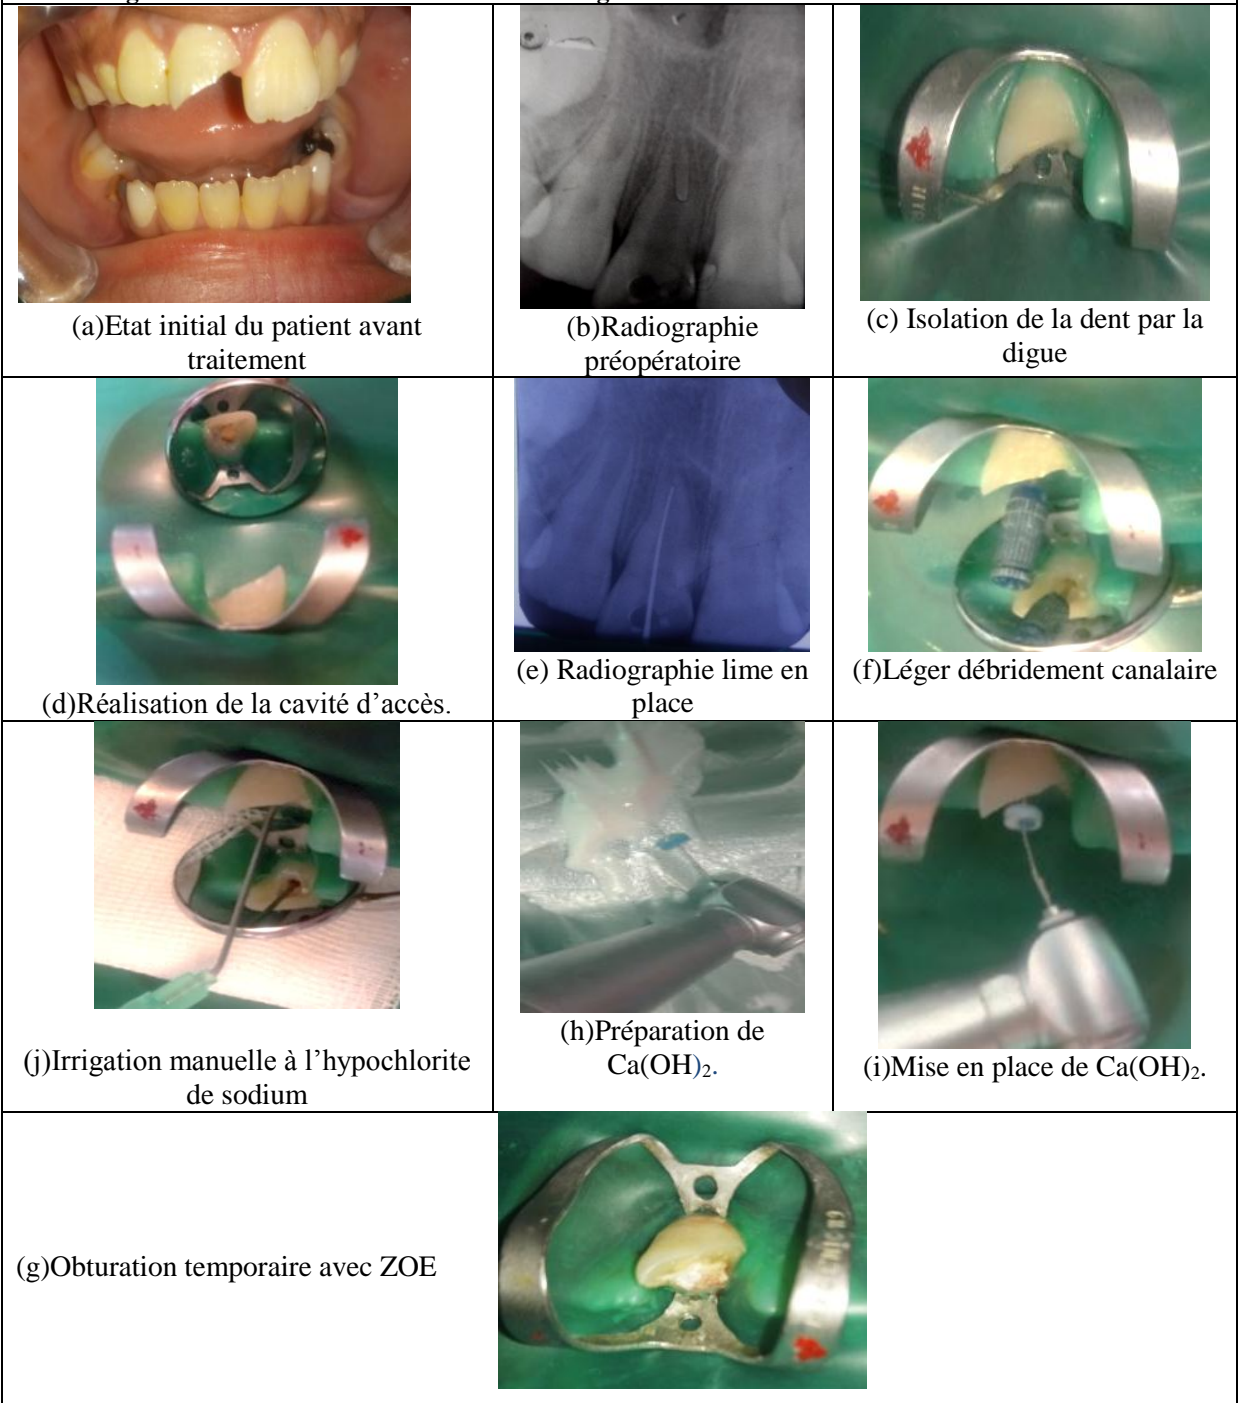 (a)Etat initial du patient avant
traitement
(b)Radiographie
préopératoire
(c) Isolation de la dent par la
digue
(d)Réalisation de la cavité d’accès.
(e) Radiographie lime en
place
(f)Léger débridement canalaire
(j)Irrigation manuelle à l’hypochlorite
de sodium
(h)Préparation de
Ca(OH)₂.
(i)Mise en place de Ca(OH)₂.
(g)Obturation temporaire avec ZOE